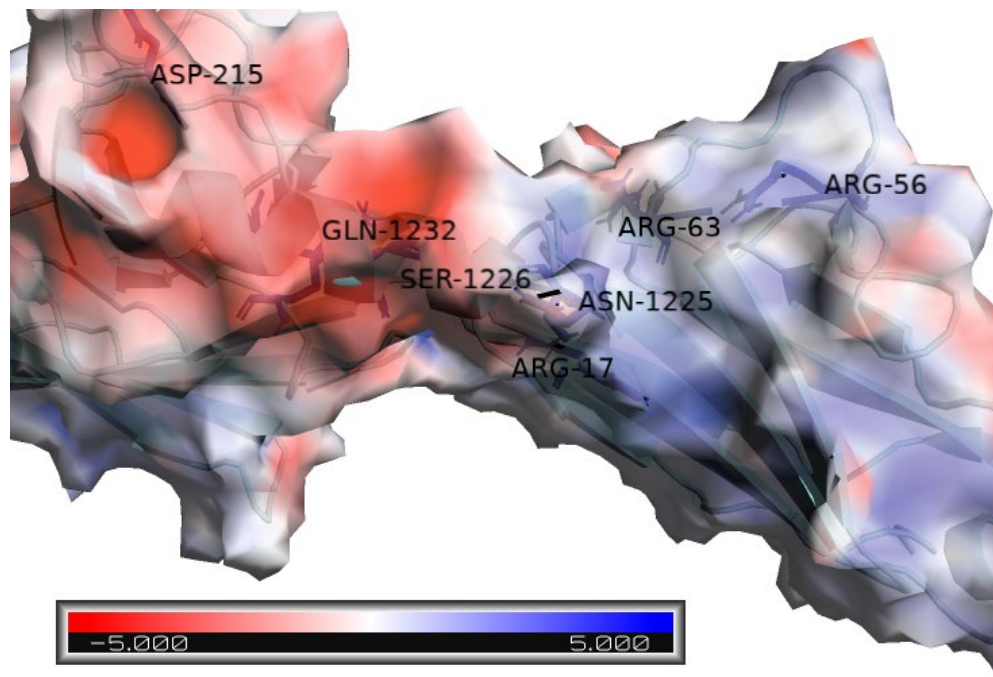 ASP-215
ARG-56
ARG-63
GLN-1232
SER-1226
ASN-1225
ARG-17
-5.000 5.000